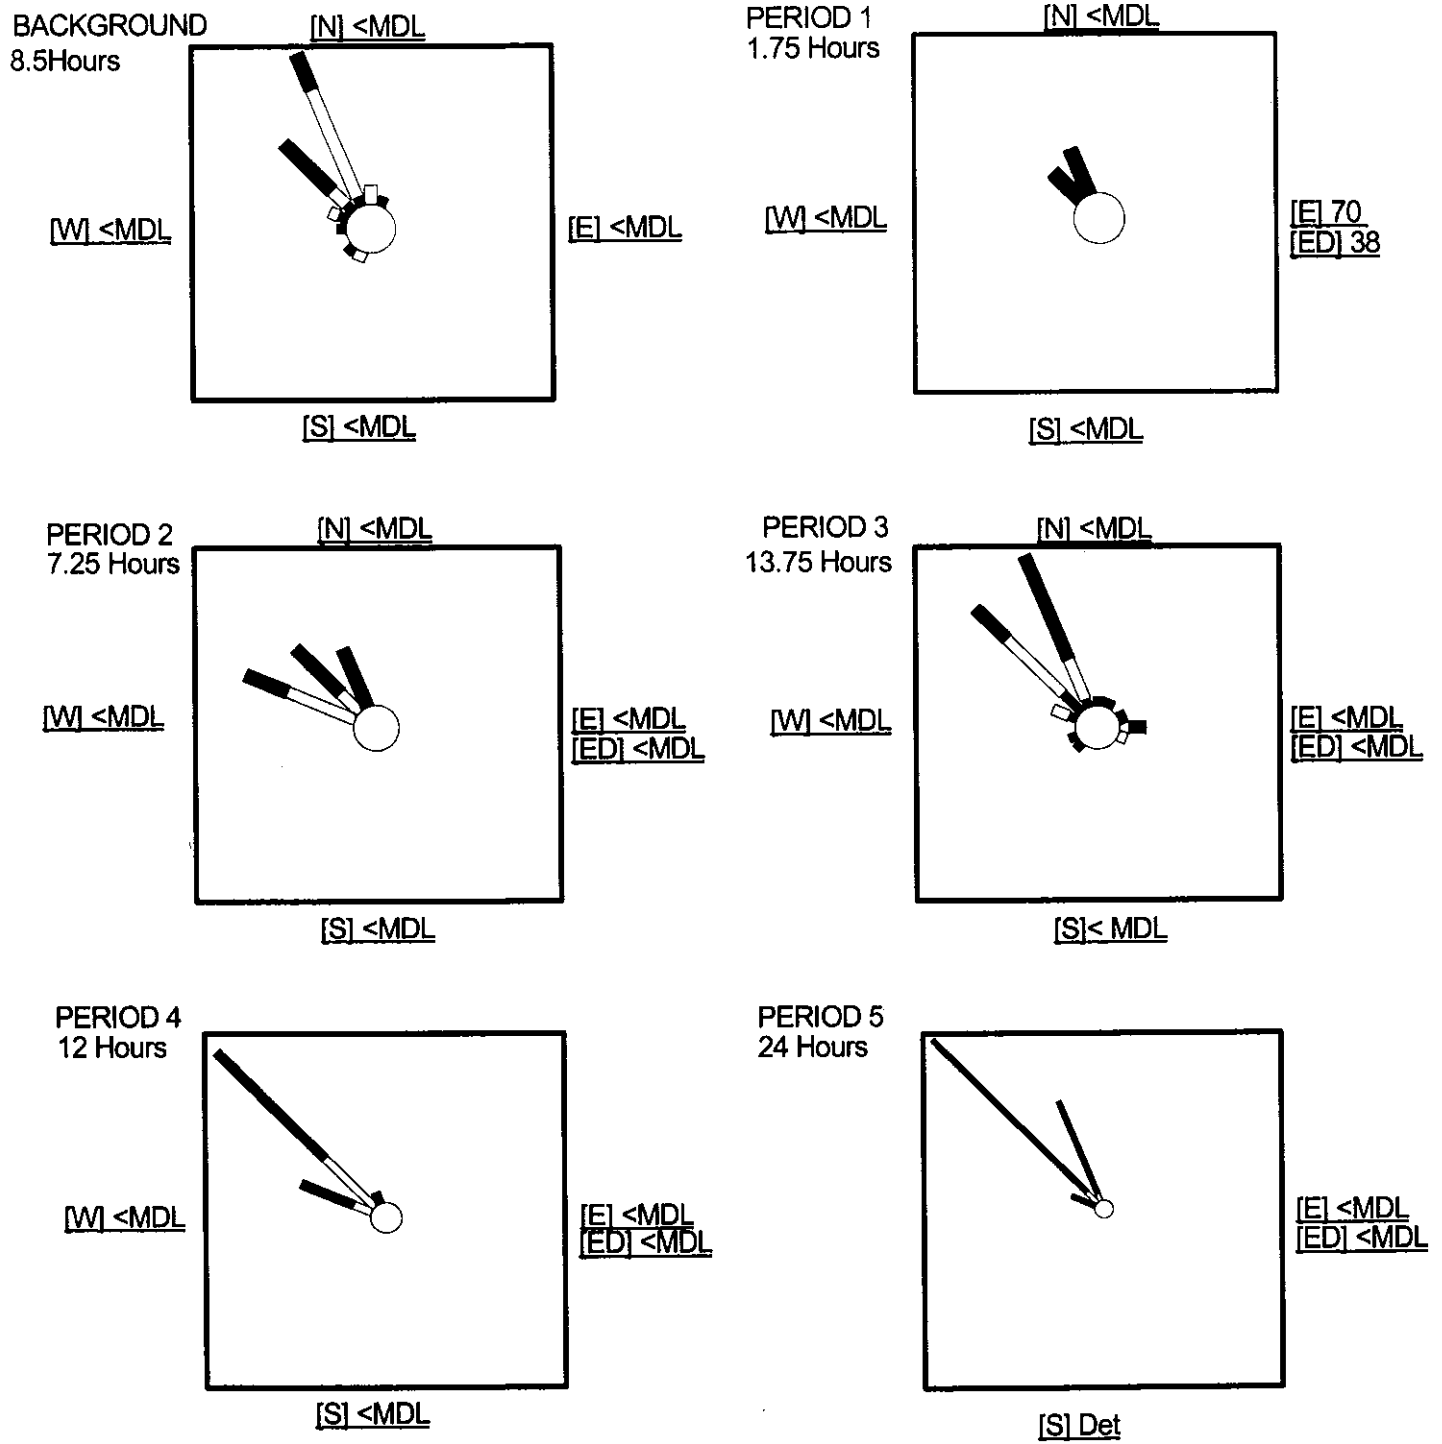 BACKGROUND
8.5Hours
[N] <MDL
[W] <MDL
[E] <MDL
[S] <MDL
PERIOD 1
1.75 Hours
[N] <MDL
[W] <MDL
[E] 70
[ED] 38
[S] <MDL
PERIOD 2
7.25 Hours
[N] <MDL
[W] <MDL
[E] <MDL
[ED] <MDL
[S] <MDL
PERIOD 3
13.75 Hours
[N] <MDL
[W] <MDL
[E] <MDL
[ED] <MDL
[S]< MDL
PERIOD 4
12 Hours
[W] <MDL
[E] <MDL
[ED] <MDL
[S] <MDL
PERIOD 5
24 Hours
[E] <MDL
[ED] <MDL
[S] Det